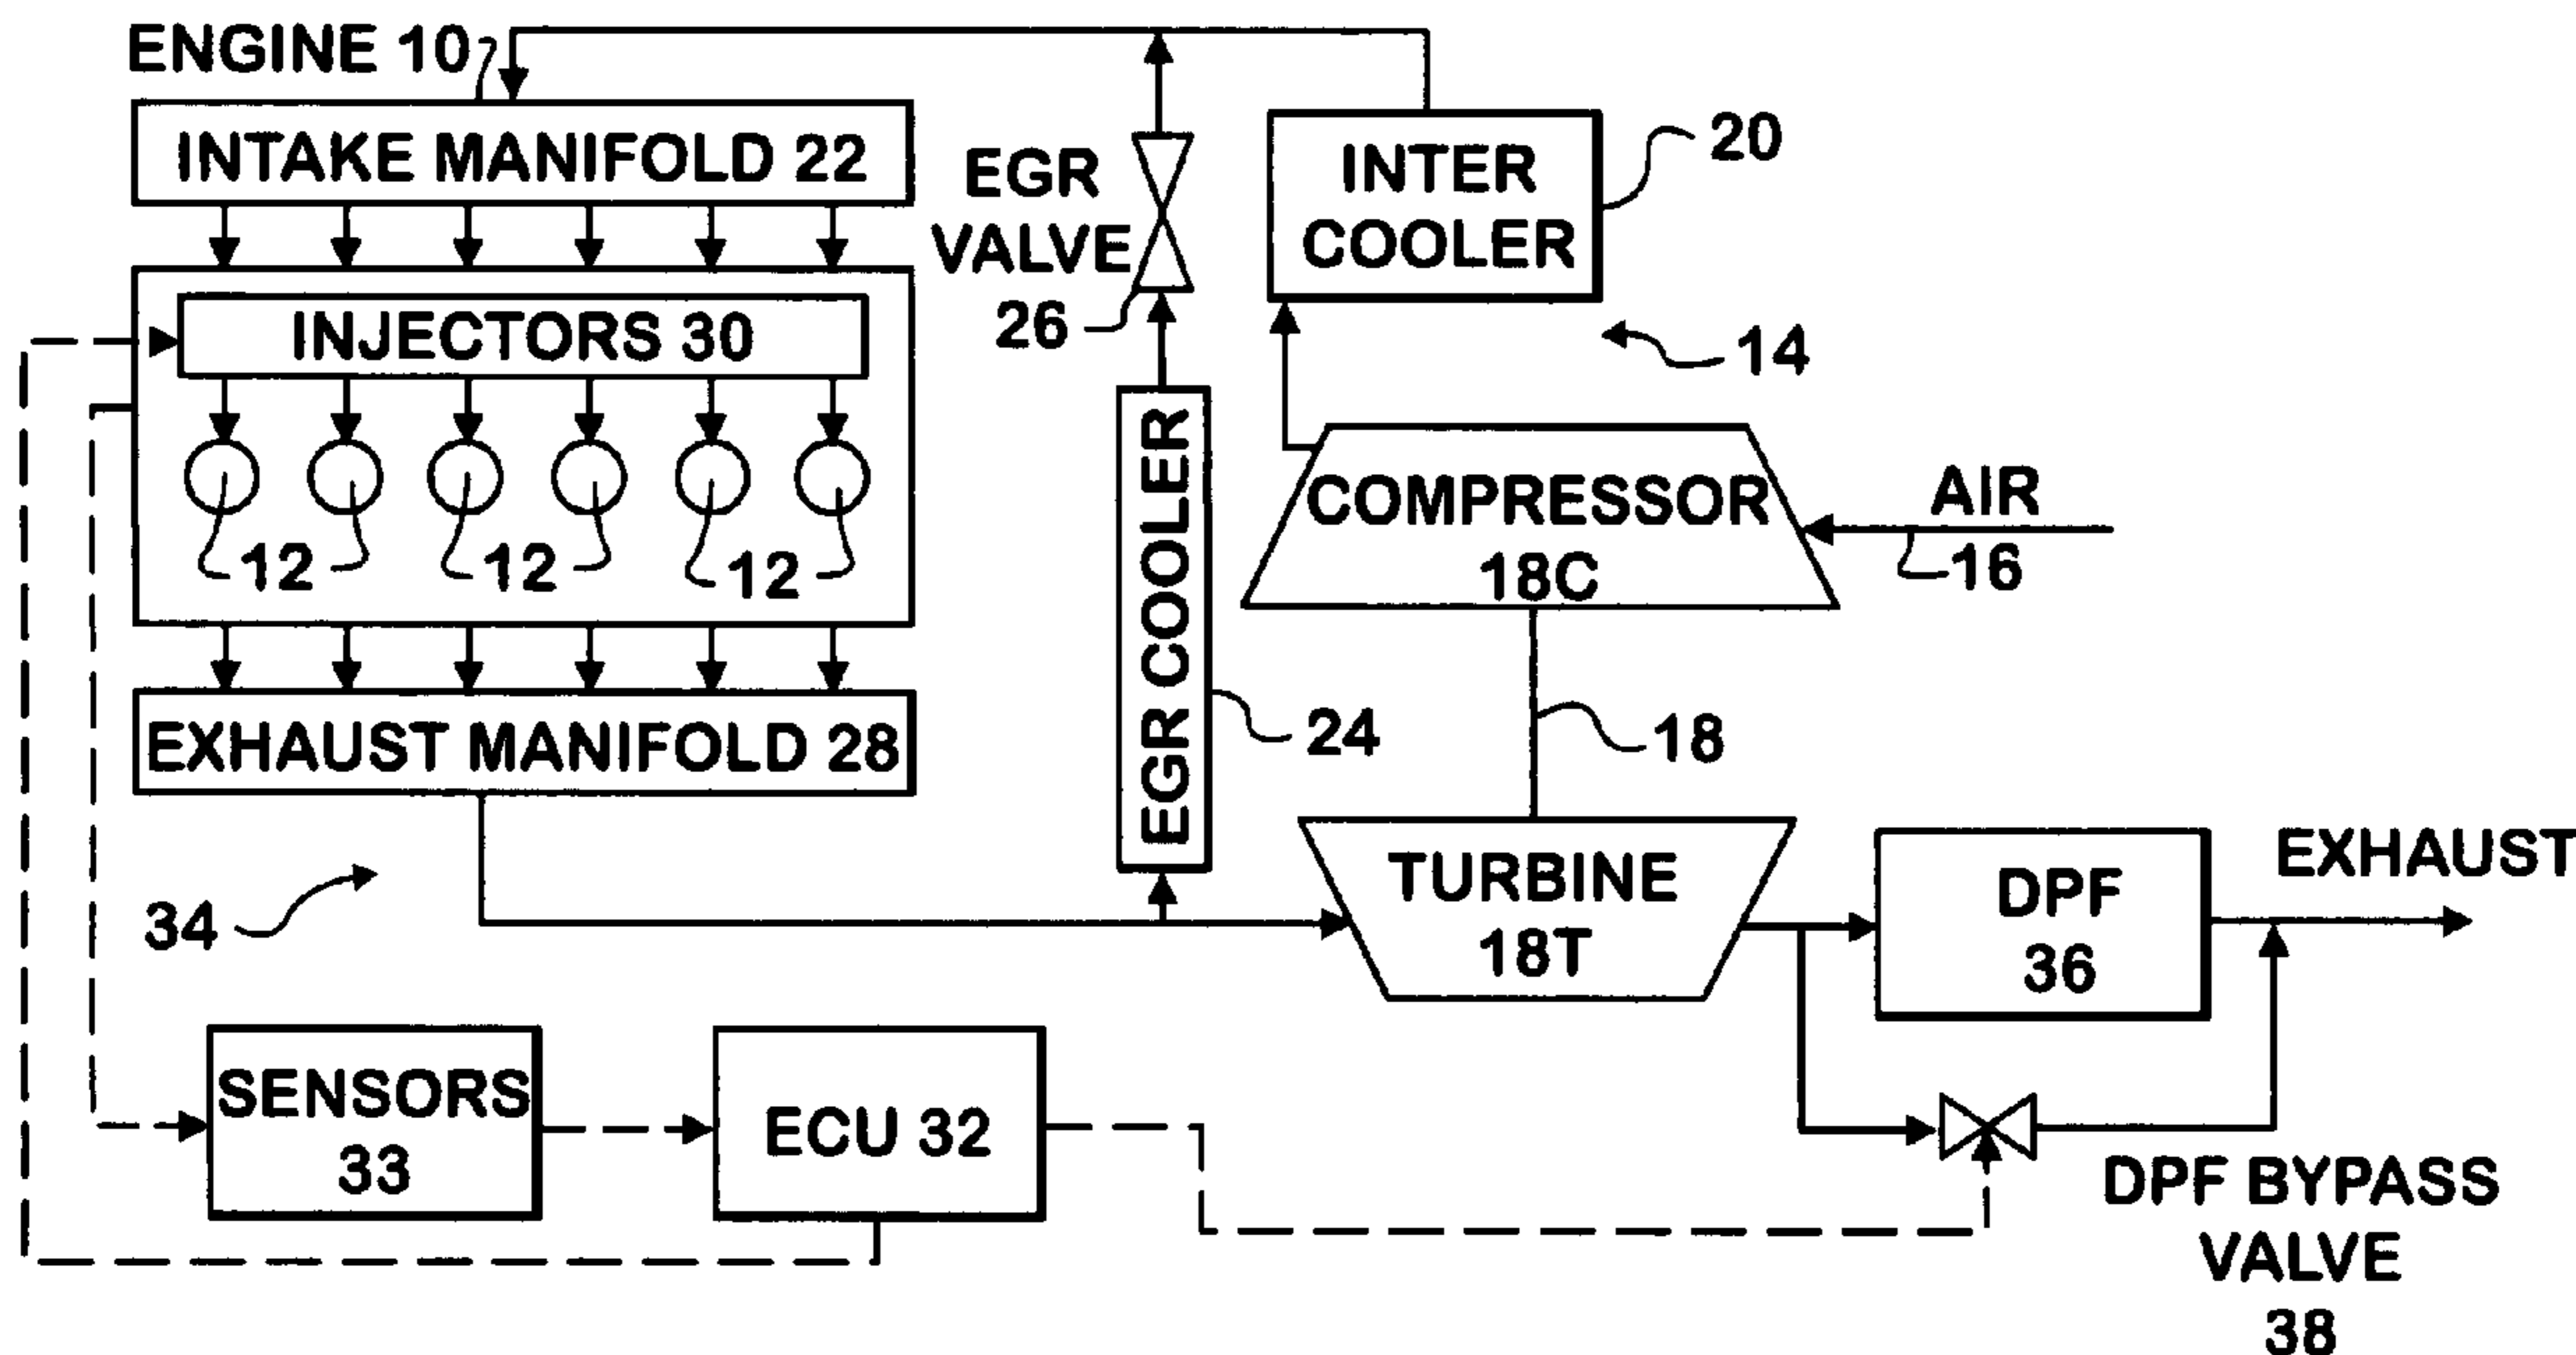 ENGINE 10
INTAKE MANIFOLD 22
INJECTORS 30
12
12
12
EXHAUST MANIFOLD 28
34
EGR
VALVE
26
EGR COOLER
24
INTER
COOLER
20
14
COMPRESSOR
18C
AIR
16
18
TURBINE
18T
DPF
36
EXHAUST
SENSORS
33
ECU 32
DPF BYPASS
VALVE
38